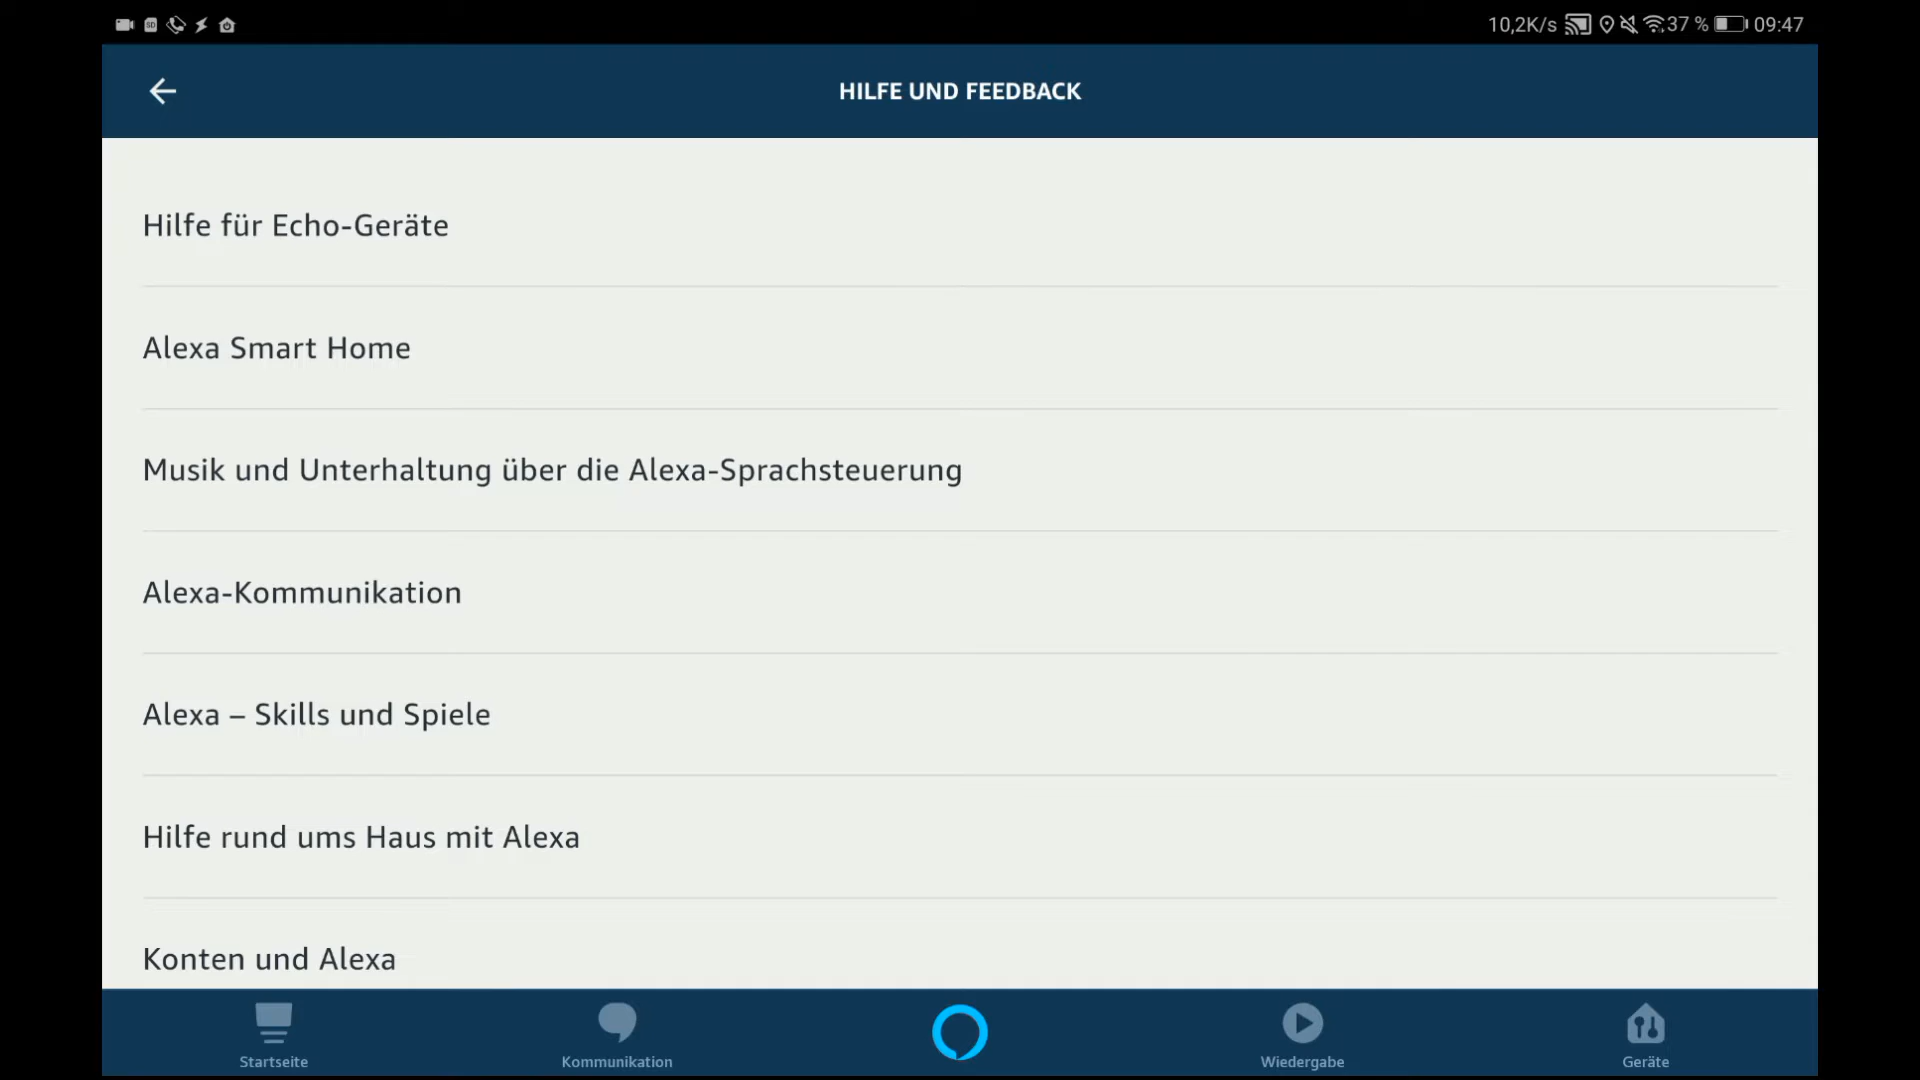 10,2K/s 37 % 09:47
HILFE UND FEEDBACK
Hilfe für Echo-Geräte
Alexa Smart Home
Musik und Unterhaltung über die Alexa-Sprachsteuerung
Alexa-Kommunikation
Alexa – Skills und Spiele
Hilfe rund ums Haus mit Alexa
Konten und Alexa
Startseite
Kommunikation
Wiedergabe
Geräte